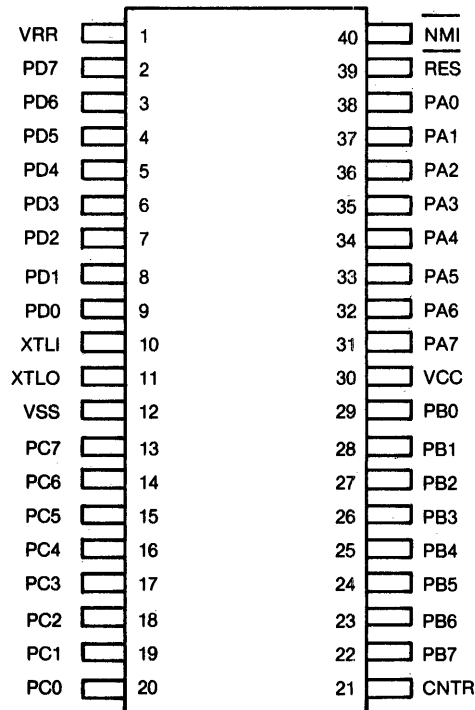 VRR 1 40 N̅M̅I̅
PD7 2 39 R̅E̅S̅
PD6 3 38 PA0
PD5 4 37 PA1
PD4 5 36 PA2
PD3 6 35 PA3
PD2 7 34 PA4
PD1 8 33 PA5
PD0 9 32 PA6
XTLI 10 31 PA7
XTLO 11 30 VCC
VSS 12 29 PB0
PC7 13 28 PB1
PC6 14 27 PB2
PC5 15 26 PB3
PC4 16 25 PB4
PC3 17 24 PB5
PC2 18 23 PB6
PC1 19 22 PB7
PC0 20 21 CNTR